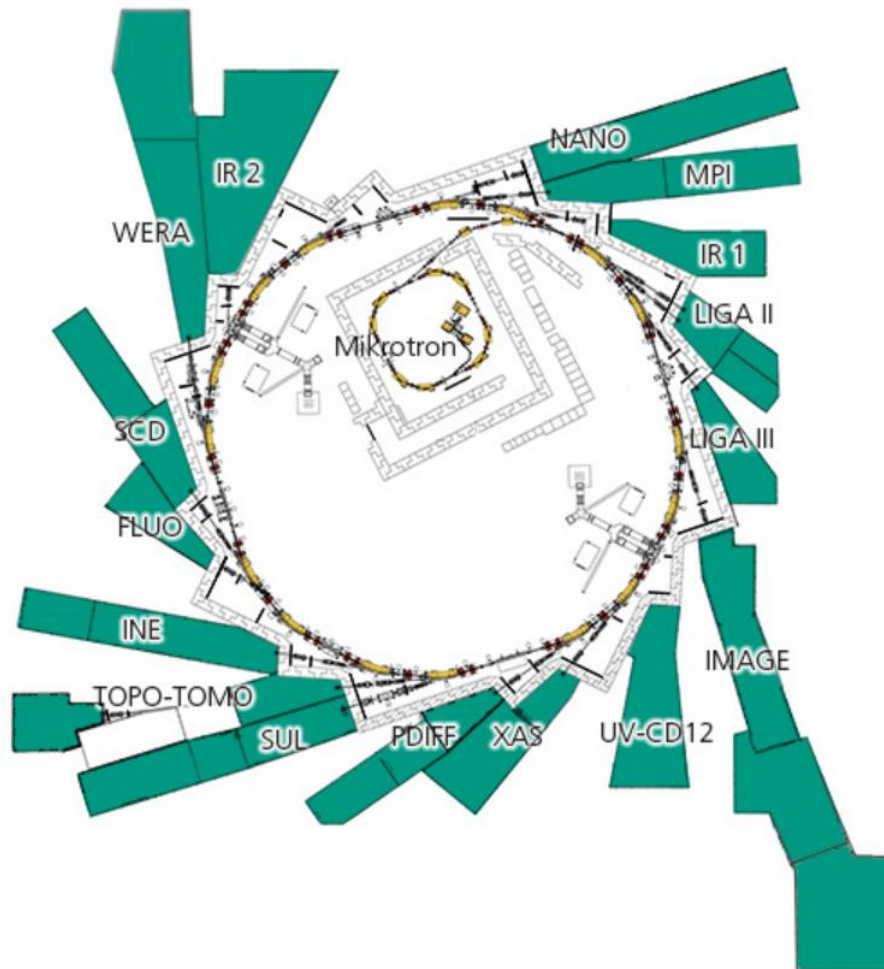 NANO
MPI
IR 2
WERA
IR 1
LIGA II
Mikrotron
SCD
LIGA III
FLUO
INE
IMAGE
TOPO-TOMO
SUL
PDIFF
XAS
UV-CD12